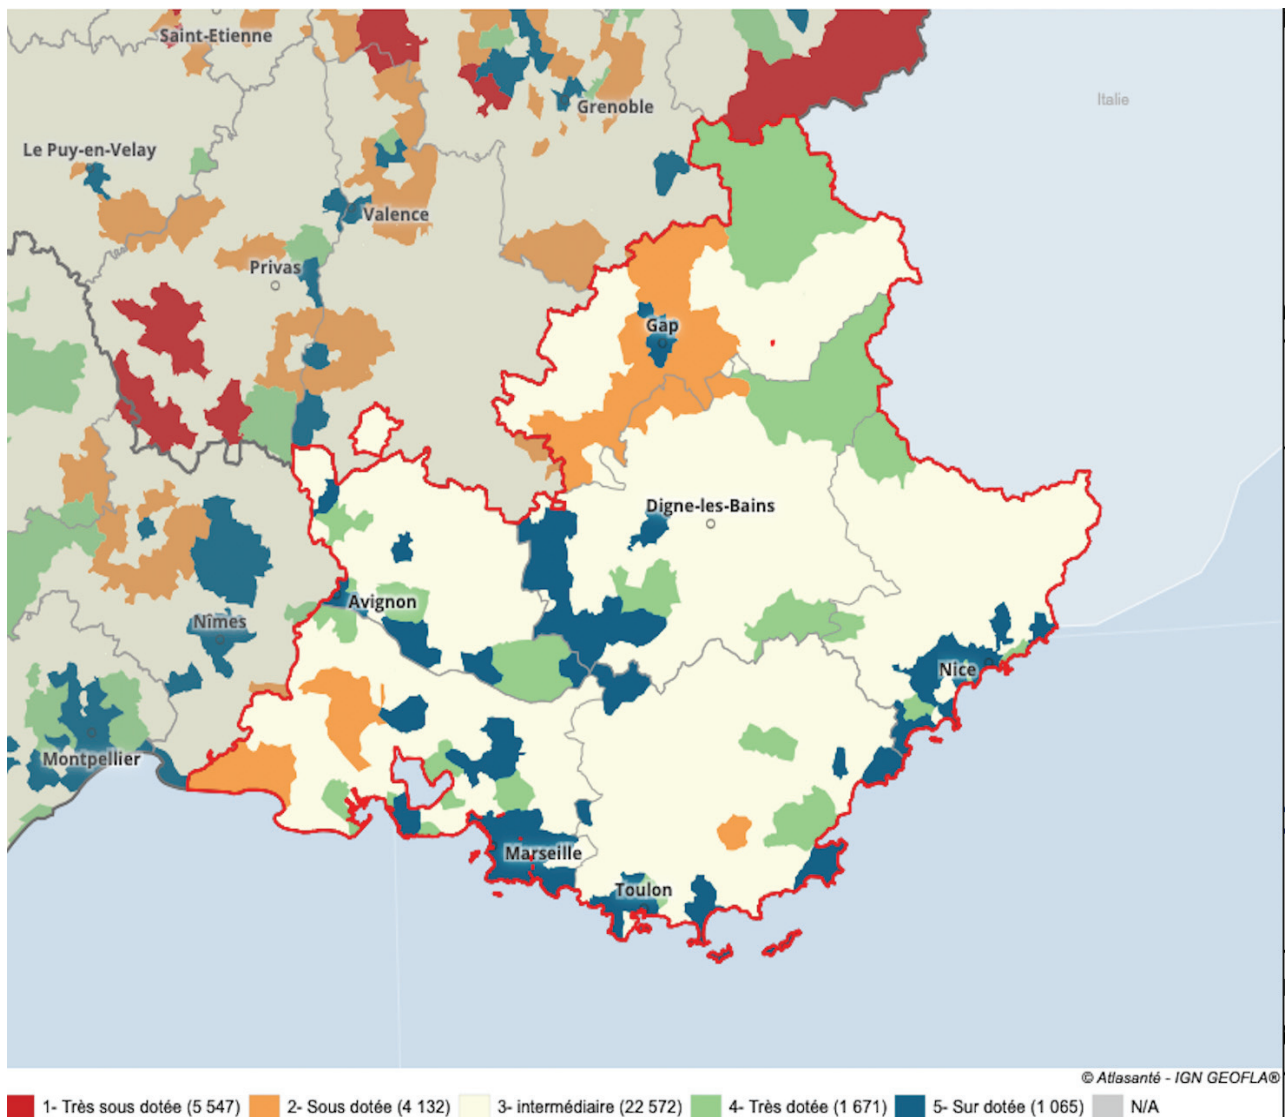 Saint-Etienne
Italie
Grenoble
Le Puy-en-Velay
Valence
Privas
Gap
Digne-les-Bains
Avignon
Nîmes
Nice
Montpellier
Marseille
Toulon
© Atlasanté - IGN GEOFLA®
1- Très sous dotée (5 547) 2- Sous dotée (4 132) 3- intermédiaire (22 572) 4- Très dotée (1 671) 5- Sur dotée (1 065) N/A